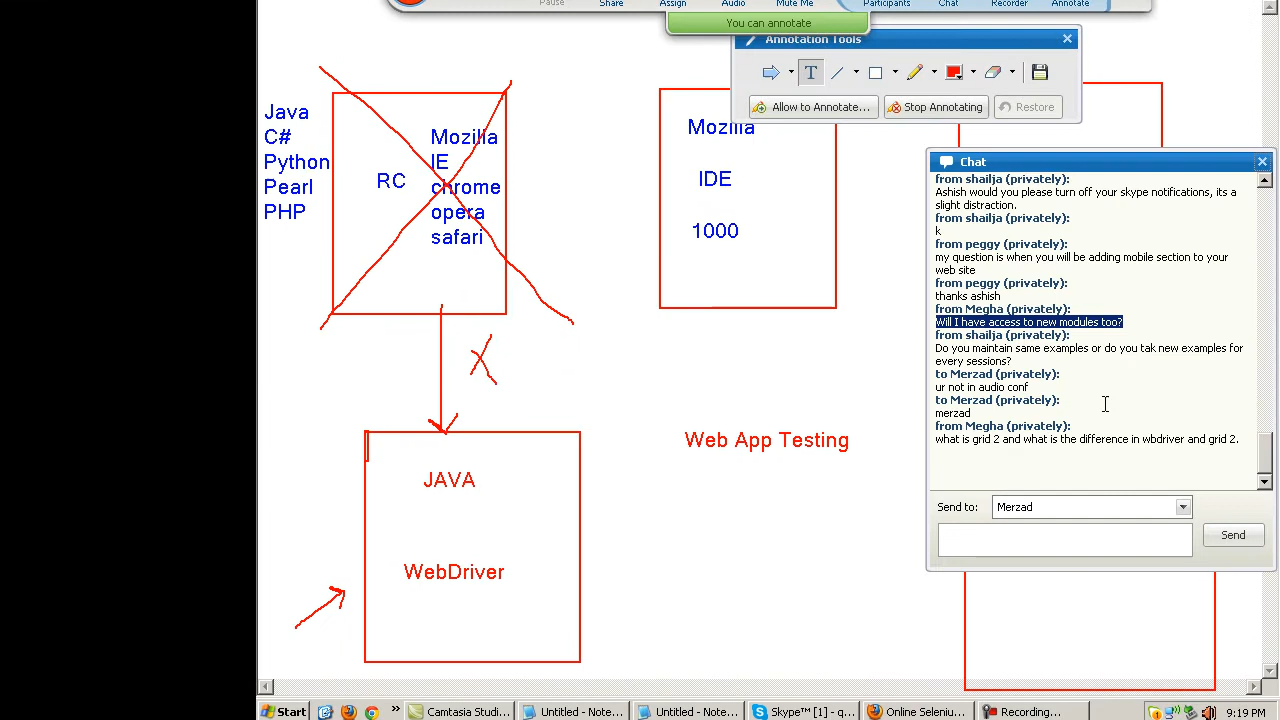 Pause
Share
Assign
Audio
Mute Me
Participants
Chat
Recorder
Annotate
You can annotate
Annotation Tools
T
Allow to Annotate...
Stop Annotating
Restore
Java
C#
Python
Pearl
PHP
RC
Mozilla
IE
chrome
opera
safari
Mozilla
IDE
1000
X
JAVA
WebDriver
Web App Testing
Chat
from shailja (privately):
Ashish would you please turn off your skype notifications, its a
slight distraction.
from shailja (privately):
k
from peggy (privately):
my question is when you will be adding mobile section to your
web site
from peggy (privately):
thanks ashish
from Megha (privately):
Will I have access to new modules too?
from shailja (privately):
Do you maintain same examples or do you tak new examples for
every sessions?
to Merzad (privately):
ur not in audio conf
to Merzad (privately):
merzad
from Megha (privately):
what is grid 2 and what is the difference in wbdriver and grid 2.
Send to:
Merzad
Send
Start
Camtasia Studi...
Untitled - Note...
Untitled - Note...
Skype™ [1] - q...
Online Seleniu...
Recording...
9:19 PM